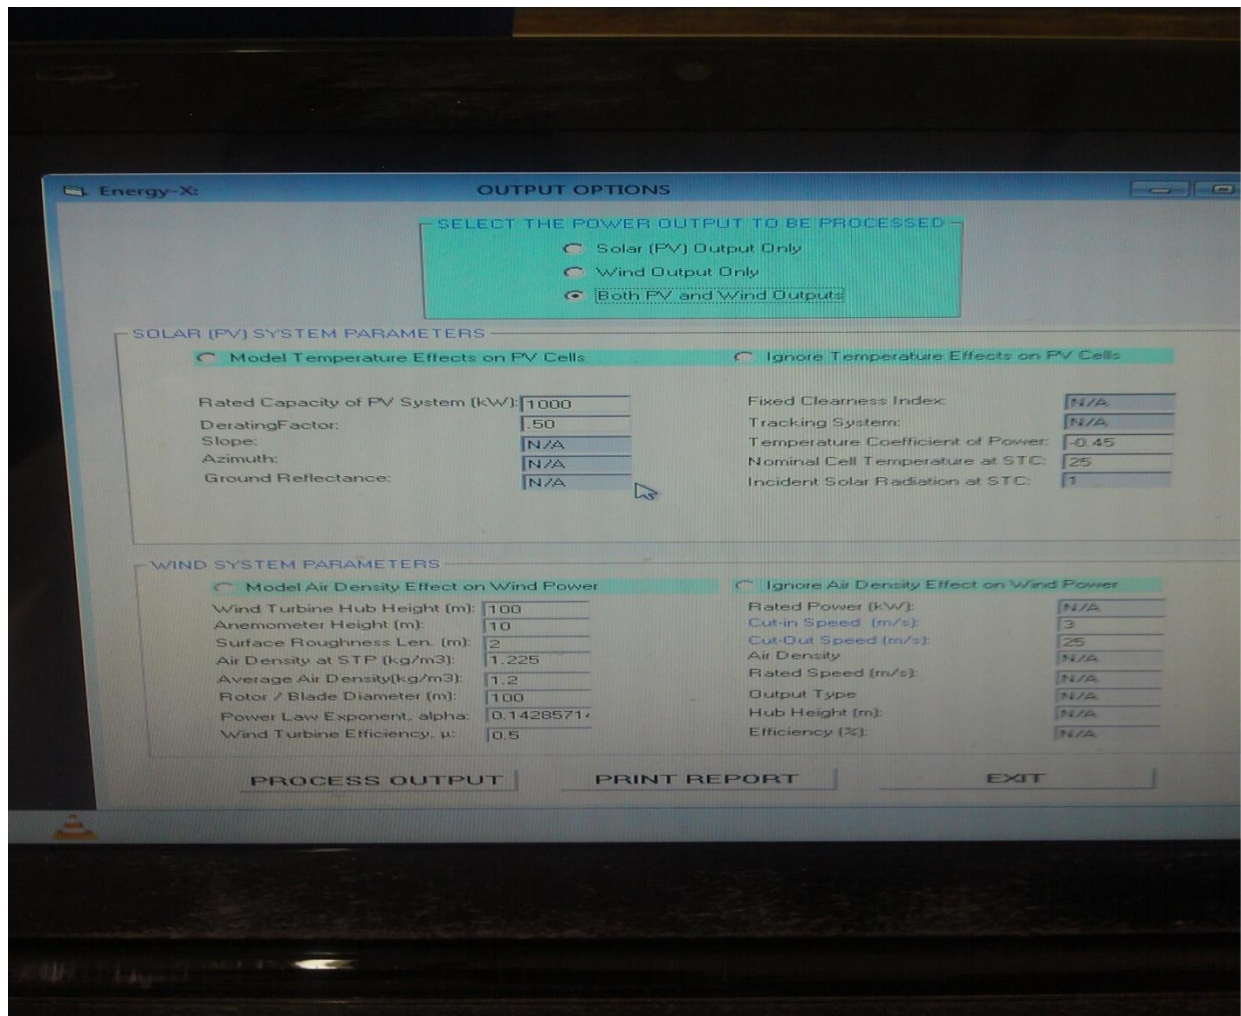 Energy-X: OUTPUT OPTIONS
SELECT THE POWER OUTPUT TO BE PROCESSED
Solar (PV) Output Only
Wind Output Only
Both PV and Wind Outputs
SOLAR (PV) SYSTEM PARAMETERS
Model Temperature Effects on PV Cells Ignore Temperature Effects on PV Cells
Rated Capacity of PV System (kW): 1000 Fixed Clearness Index: N/A
DeratingFactor: .50 Tracking System: N/A
Slope: N/A Temperature Coefficient of Power: -0.45
Azimuth: N/A Nominal Cell Temperature at STC: 25
Ground Reflectance: N/A Incident Solar Radiation at STC: 1
WIND SYSTEM PARAMETERS
Model Air Density Effect on Wind Power Ignore Air Density Effect on Wind Power
Wind Turbine Hub Height (m): 100 Rated Power (kW): N/A
Anemometer Height (m): 10 Cut-in Speed (m/s): 3
Surface Roughness Len. (m): 2 Cut-Out Speed (m/s): 25
Air Density at STP (kg/m3): 1.225 Air Density N/A
Average Air Density(kg/m3): 1.2 Rated Speed (m/s): N/A
Rotor / Blade Diameter (m): 100 Output Type N/A
Power Law Exponent, alpha: 0.1428571 Hub Height (m): N/A
Wind Turbine Efficiency, μ: 0.5 Efficiency (%): N/A
PROCESS OUTPUT PRINT REPORT EXIT